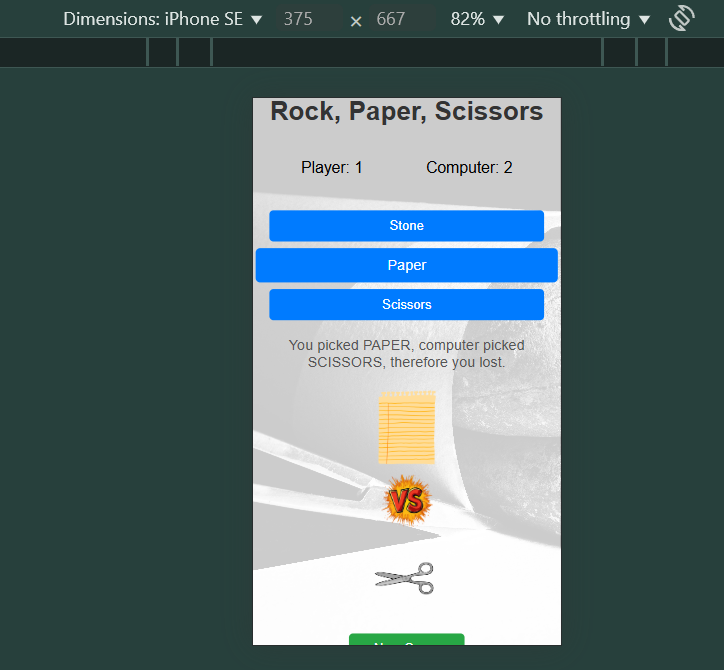 Dimensions: iPhone SE ▼ 375 × 667 82% ▼ No throttling ▼
Rock, Paper, Scissors
Player: 1 Computer: 2
Stone
Paper
Scissors
You picked PAPER, computer picked
SCISSORS, therefore you lost.
VS